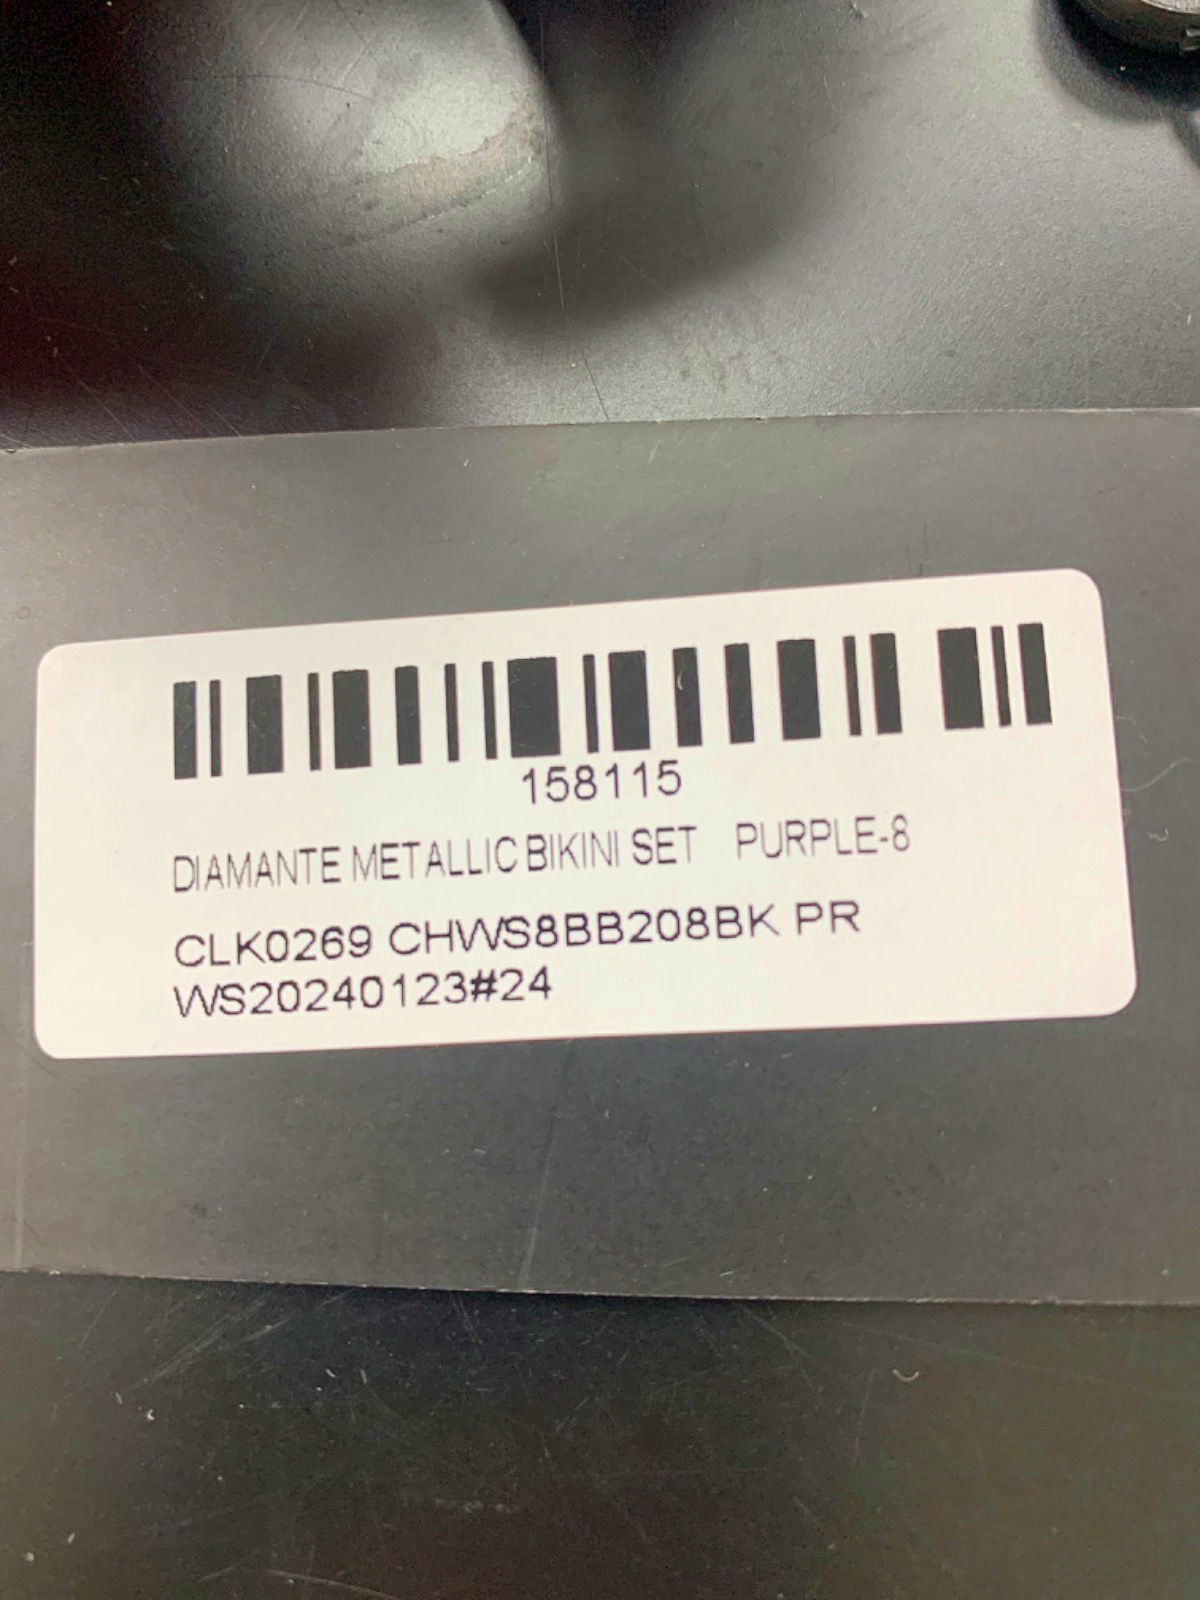 158115
DIAMANTE METALLIC BIKINI SET PURPLE-8
CLK0269 CHWS8BB208BK PR
WS20240123#24